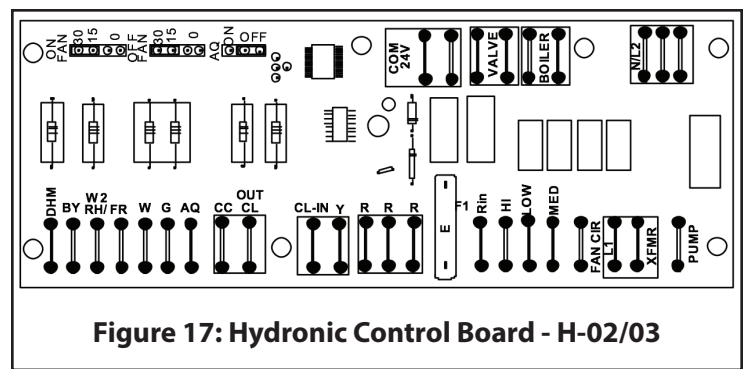 ON FAN 30 15 0
OFF FAN 30 15 0
AQ ON OFF
COM 24V
VALVE
BOILER
N/L2
DHM
BY
W2 RH/ FR
W
G
AQ
OUT
CC CL
CL-IN Y
R R R
E
F1
Rin
HI
LOW
MED
FAN CIR
L1
XFMR
PUMP
Figure 17: Hydronic Control Board - H-02/03